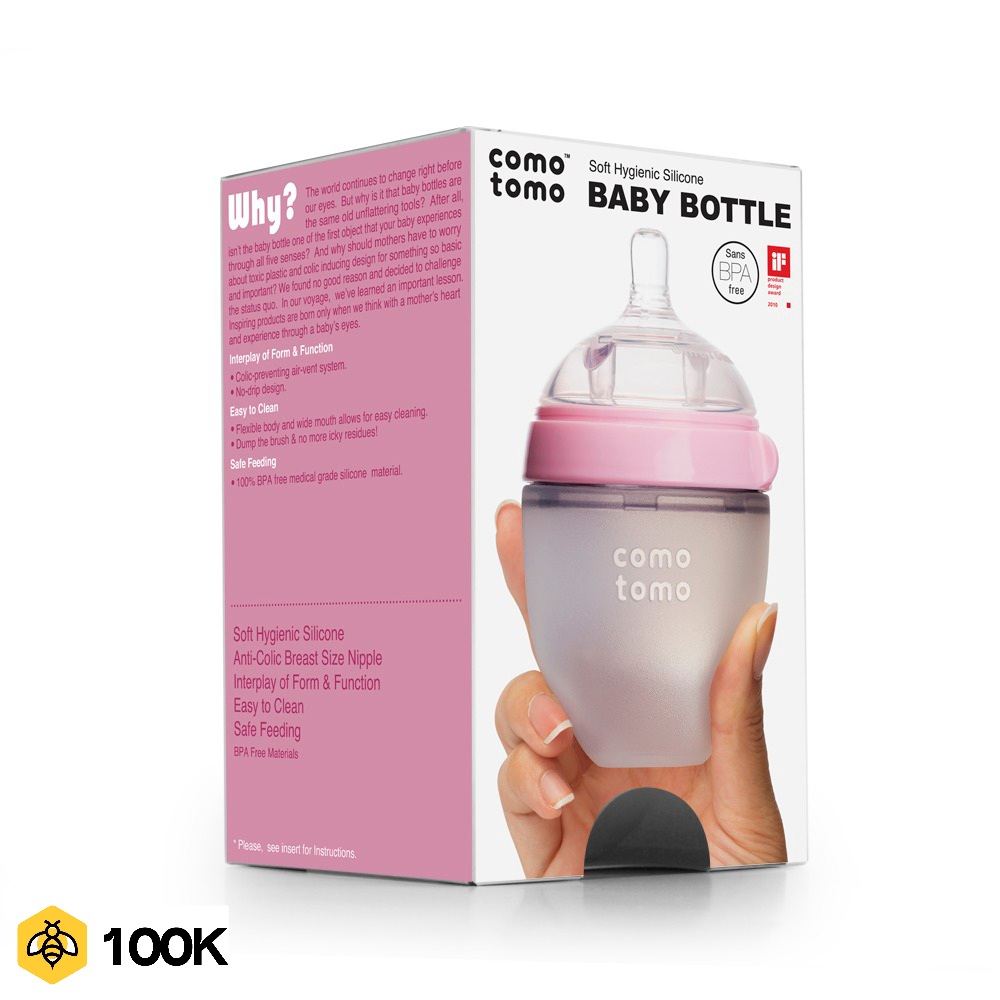 Why?
The world continues to change right before
our eyes. But why is it that baby bottles are
the same old unflattering tools? After all,
isn't the baby bottle one of the first object that your baby experiences
through all five senses? And why should mothers have to worry
about toxic plastic and colic inducing design for something so basic
and important? We found no good reason and decided to challenge
the status quo. In our voyage, we've learned an important lesson.
Inspiring products are born only when we think with a mother's heart
and experience through a baby's eyes.
Interplay of Form & Function
• Colic-preventing air-vent system.
• No-drip design.
Easy to Clean
• Flexible body and wide mouth allows for easy cleaning.
• Dump the brush & no more icky residues!
Safe Feeding
• 100% BPA free medical grade silicone material.
Soft Hygienic Silicone
Anti-Colic Breast Size Nipple
Interplay of Form & Function
Easy to Clean
Safe Feeding
BPA Free Materials
* Please, see insert for Instructions.
como™
tomo
Soft Hygienic Silicone
BABY BOTTLE
Sans
BPA
free
iF
product
design
award
2010
como
tomo
100K